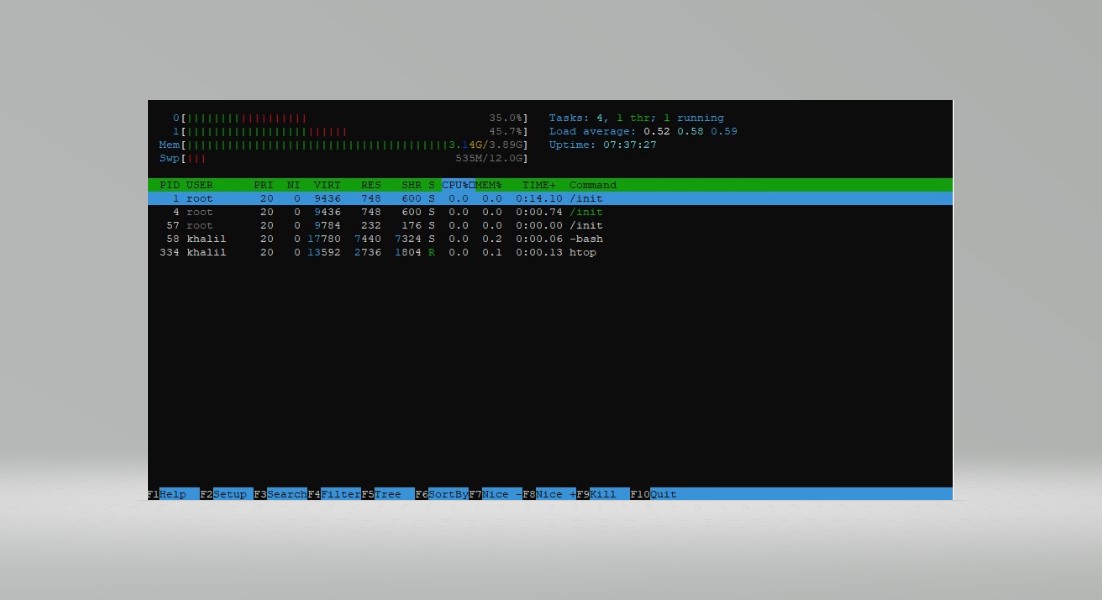 0[||||||||||||||||||                           35.0%]   Tasks: 4, 1 thr; 1 running
1[||||||||||||||||||||||||                     45.7%]   Load average: 0.52 0.58 0.59
Mem[|||||||||||||||||||||||||||||||||||||||3.14G/3.89G]   Uptime: 07:37:27
Swp[|||                                  535M/12.0G]
PID USER PRI NI VIRT RES SHR S CPU%□MEM% TIME+ Command
1 root 20 0 9436 748 600 S 0.0 0.0 0:14.10 /init
4 root 20 0 9436 748 600 S 0.0 0.0 0:00.74 /init
57 root 20 0 9784 232 176 S 0.0 0.0 0:00.00 /init
58 khalil 20 0 17780 7440 7324 S 0.0 0.2 0:00.06 -bash
334 khalil 20 0 13592 2736 1804 R 0.0 0.1 0:00.13 htop
F1Help F2Setup F3SearchF4FilterF5Tree F6SortByF7Nice -F8Nice +F9Kill F10Quit